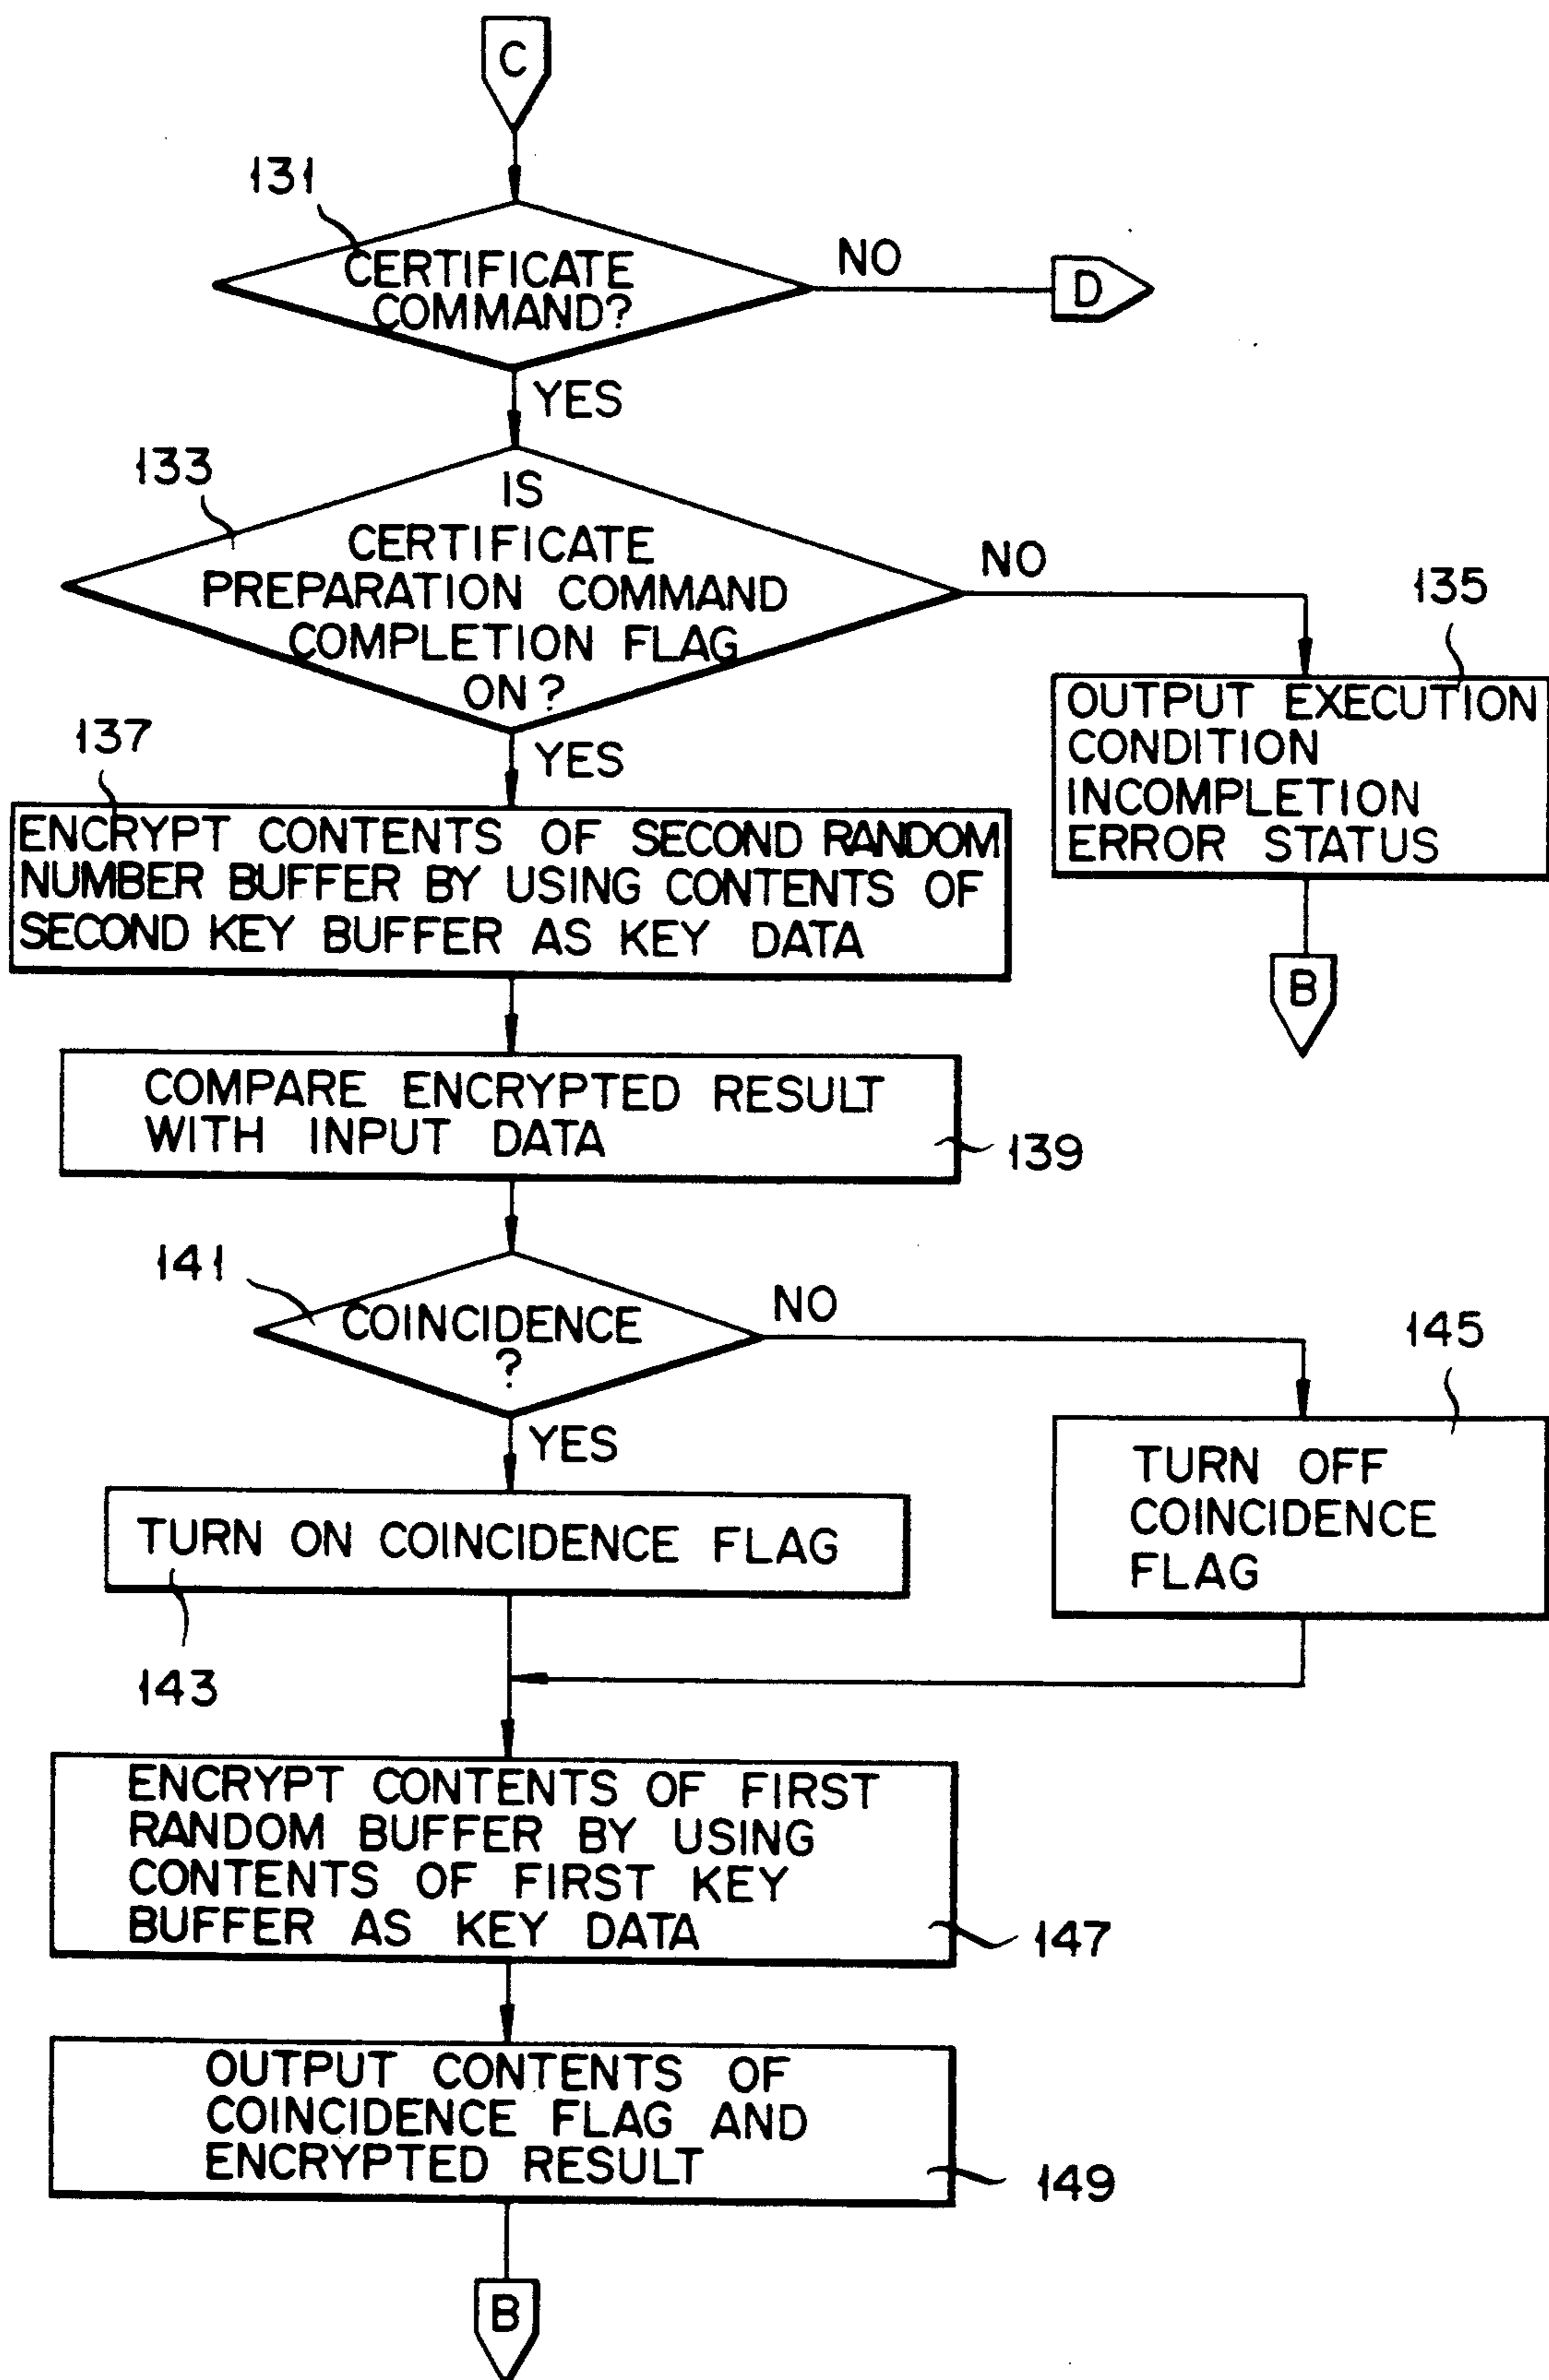 C
131
CERTIFICATE
COMMAND?
NO
D
YES
133
IS
CERTIFICATE
PREPARATION COMMAND
COMPLETION FLAG
ON?
NO
135
OUTPUT EXECUTION
CONDITION
INCOMPLETION
ERROR STATUS
B
137
YES
ENCRYPT CONTENTS OF SECOND RANDOM
NUMBER BUFFER BY USING CONTENTS OF
SECOND KEY BUFFER AS KEY DATA
COMPARE ENCRYPTED RESULT
WITH INPUT DATA
139
141
COINCIDENCE
?
NO
145
TURN OFF
COINCIDENCE
FLAG
YES
TURN ON COINCIDENCE FLAG
143
ENCRYPT CONTENTS OF FIRST
RANDOM BUFFER BY USING
CONTENTS OF FIRST KEY
BUFFER AS KEY DATA
147
OUTPUT CONTENTS OF
COINCIDENCE FLAG AND
ENCRYPTED RESULT
149
B